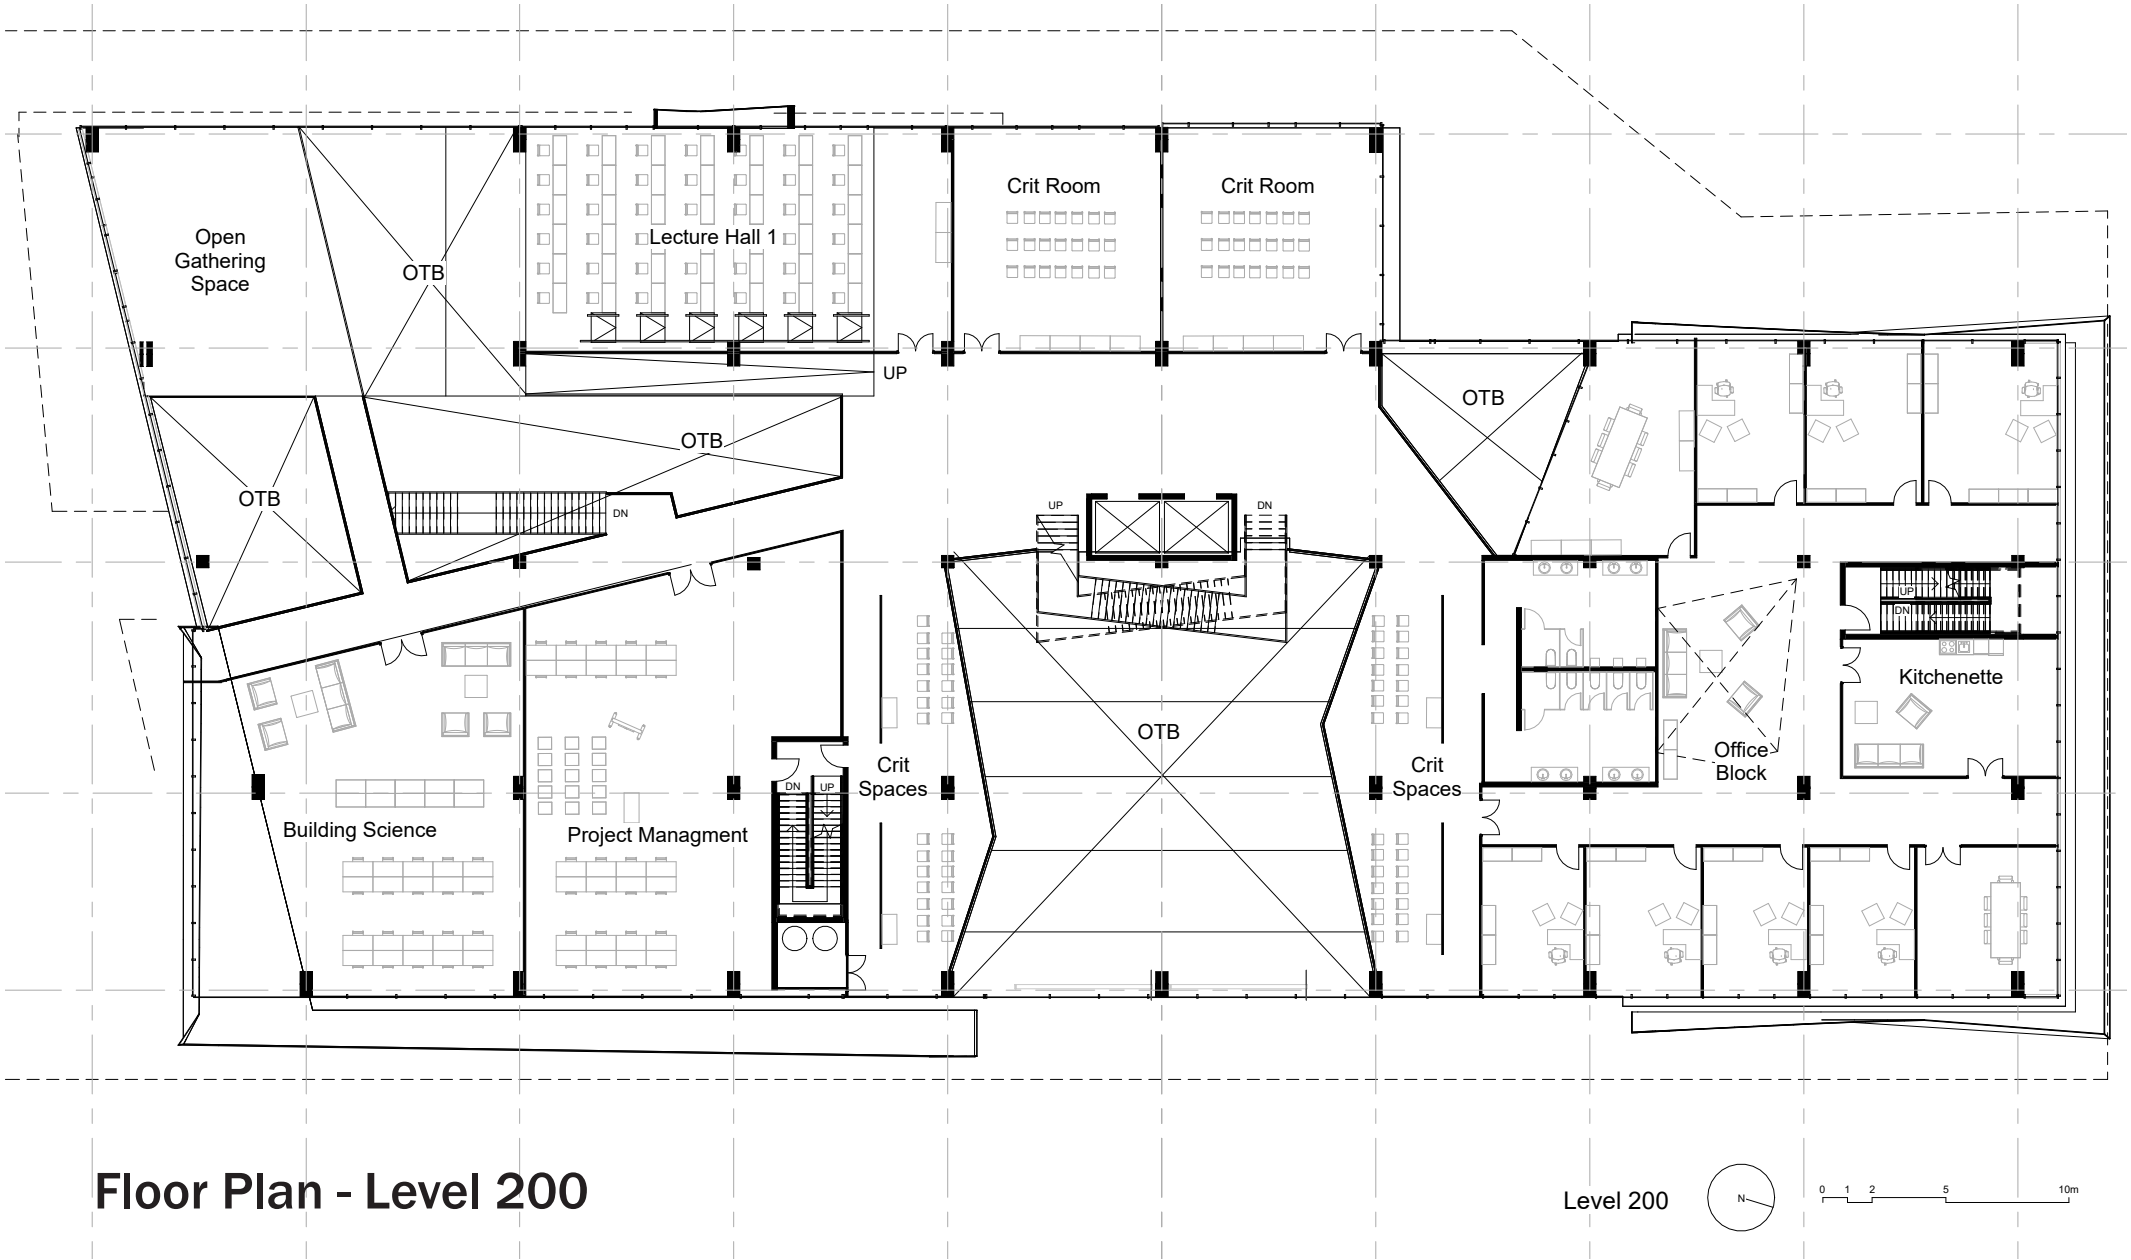 Crit Room
Crit Room
Open
Gathering
Space
Lecture Hall 1
OTB
UP
OTB
OTB
OTB
UP
DN
DN
OTB
UP
DN
Kitchenette
OTB
Crit
Spaces
Crit
Spaces
Office
Block
DN
UP
Building Science
Project Managment
Floor Plan - Level 200
Level 200
N
0 1 2 5 10m